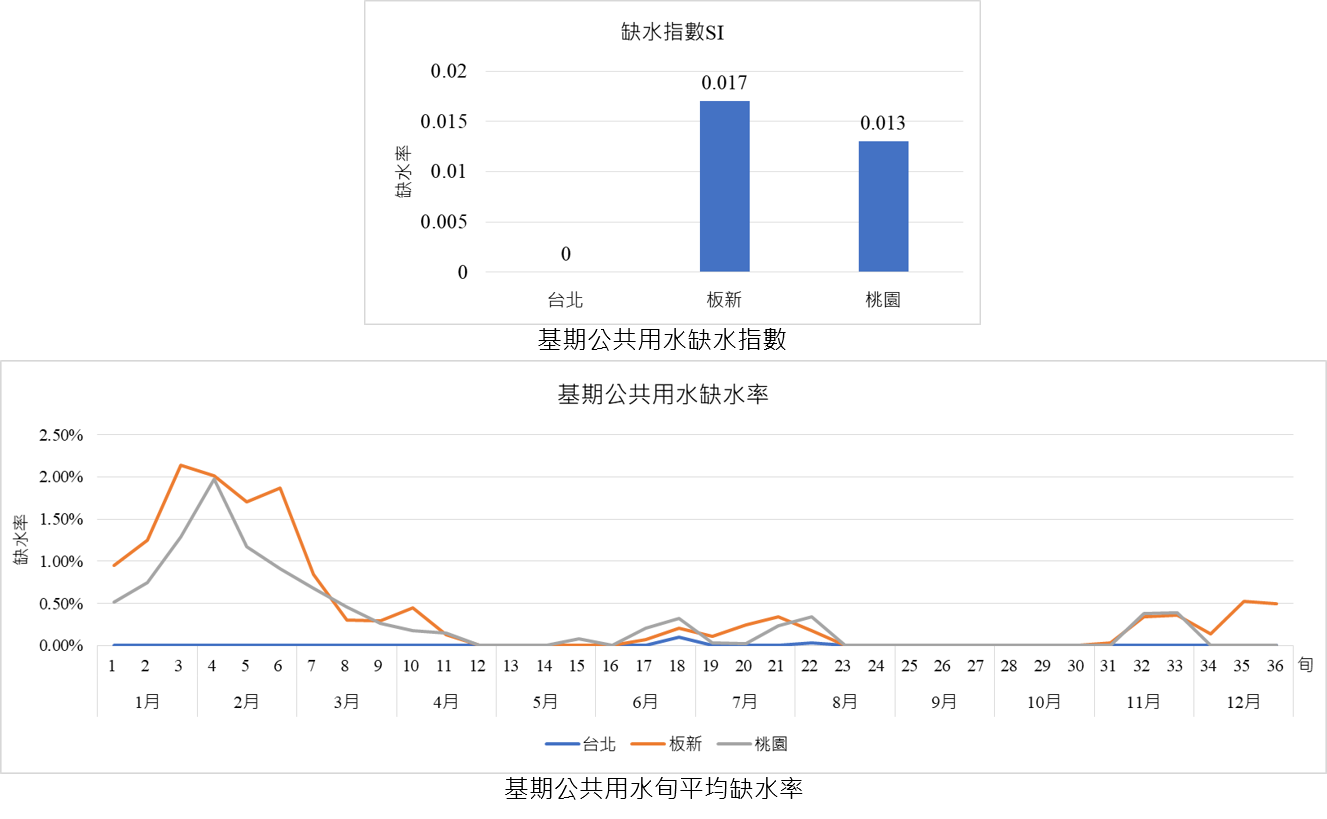 缺水指數SI
0.02
0.015
0.01
0.005
0
缺水率
0
0.017
0.013
台北 板新 桃園
基期公共用水缺水指數
基期公共用水缺水率
2.50%
2.00%
1.50%
1.00%
0.50%
0.00%
缺水率
1 2 3 4 5 6 7 8 9 10 11 12 13 14 15 16 17 18 19 20 21 22 23 24 25 26 27 28 29 30 31 32 33 34 35 36 旬
1月 2月 3月 4月 5月 6月 7月 8月 9月 10月 11月 12月
台北 板新 桃園
基期公共用水旬平均缺水率